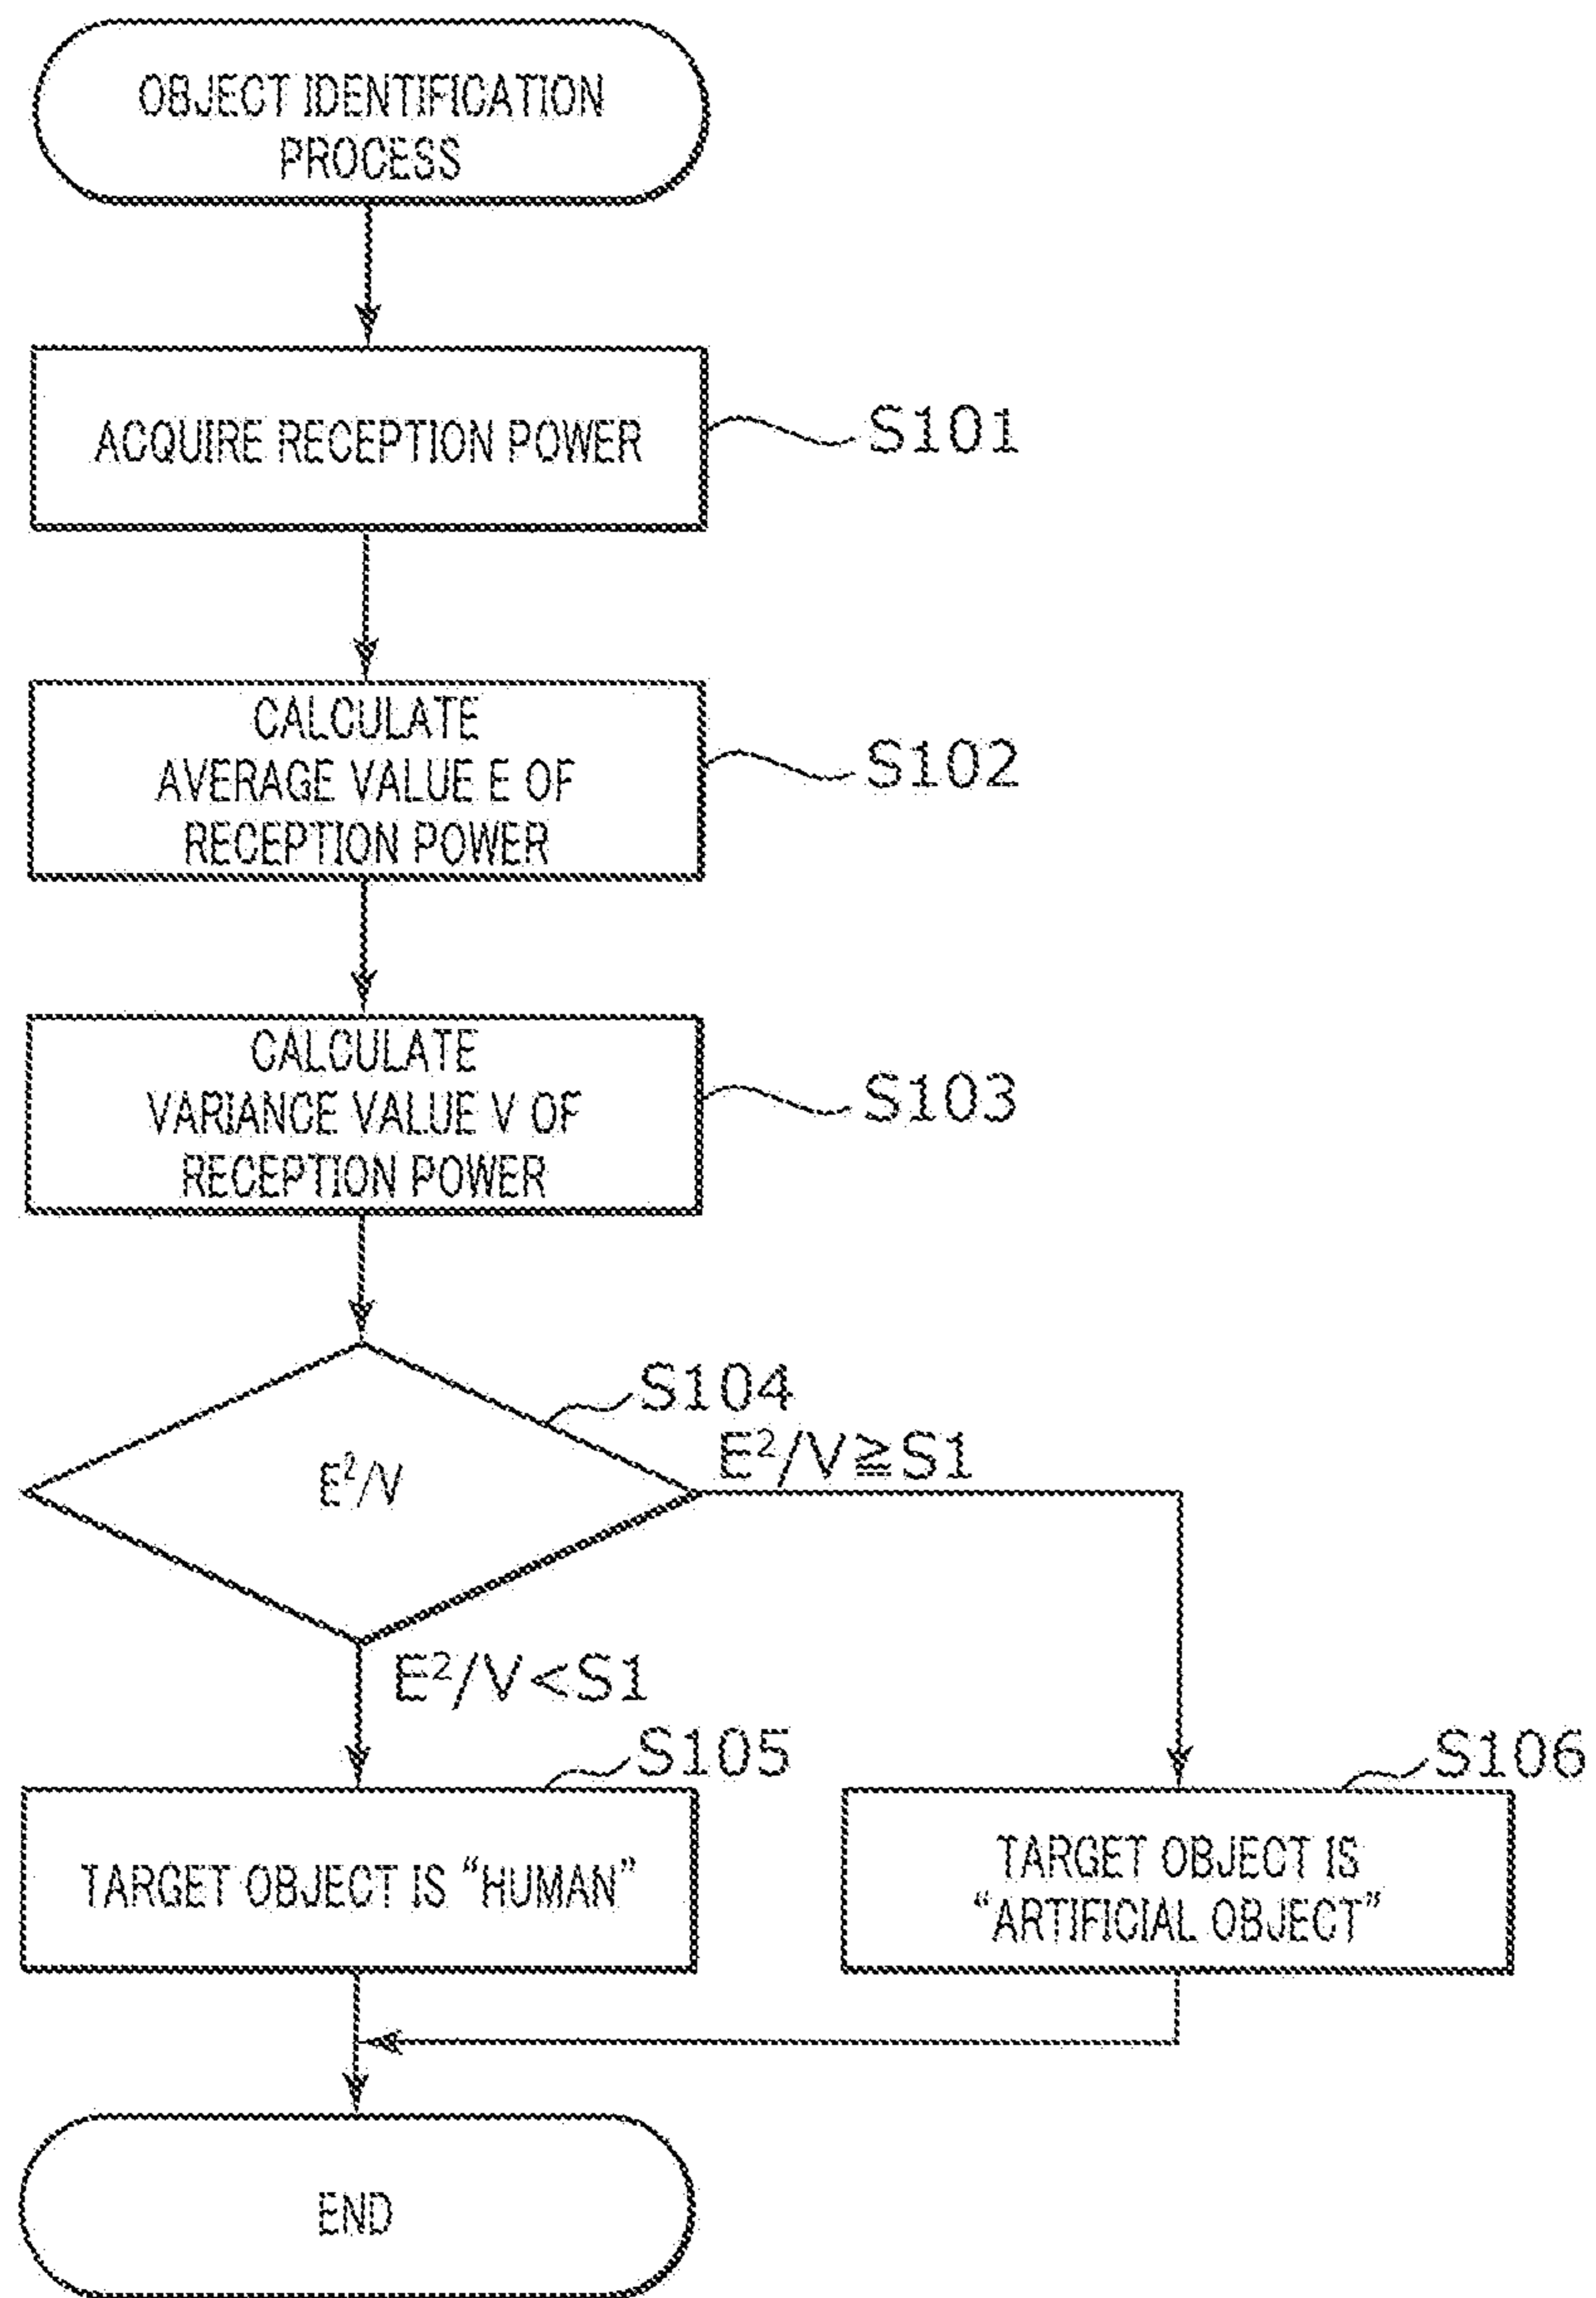 OBJECT IDENTIFICATION
PROCESS
ACQUIRE RECEPTION POWER
S101
CALCULATE
AVERAGE VALUE E OF
RECEPTION POWER
S102
CALCULATE
VARIANCE VALUE V OF
RECEPTION POWER
S103
S104
E²/V
E²/V≧S1
E²/V<S1
S105
TARGET OBJECT IS “HUMAN”
S106
TARGET OBJECT IS
“ARTIFICIAL OBJECT”
END